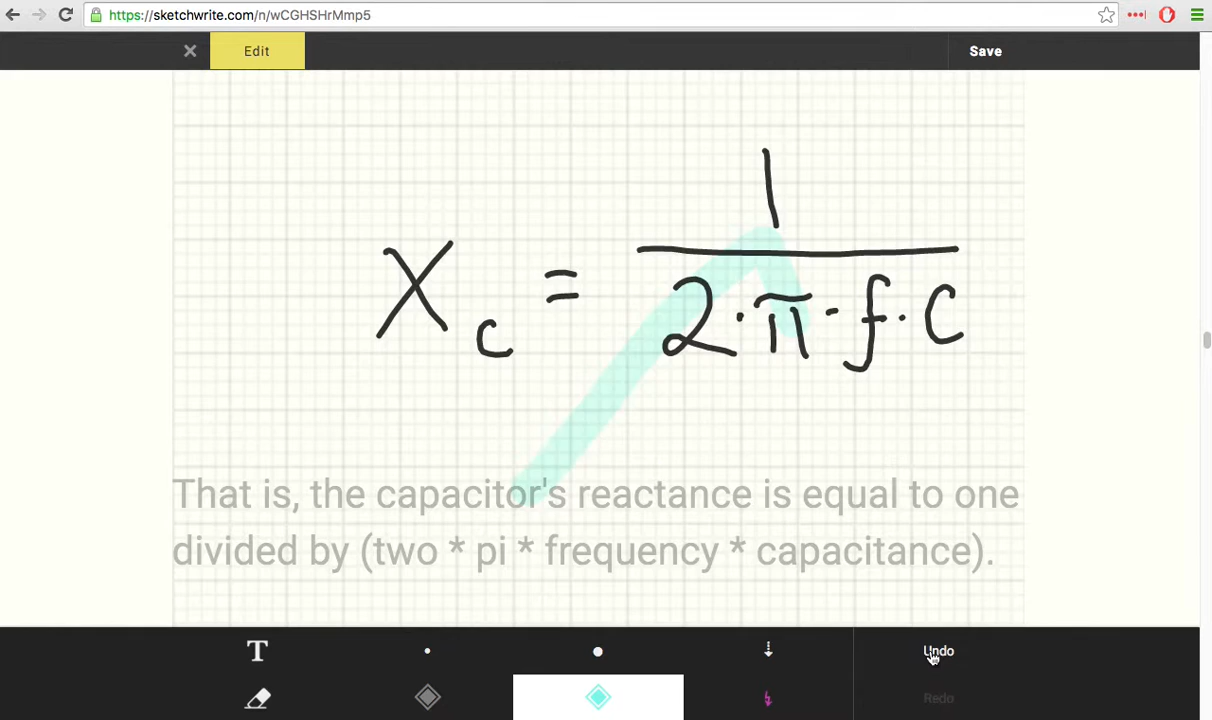 https://sketchwrite.com/n/wCGHSHrMmp5
Edit
Save
X_c = 1 / 2·π·f·C
That is, the capacitor's reactance is equal to one
divided by (two * pi * frequency * capacitance).
T
Undo
Redo